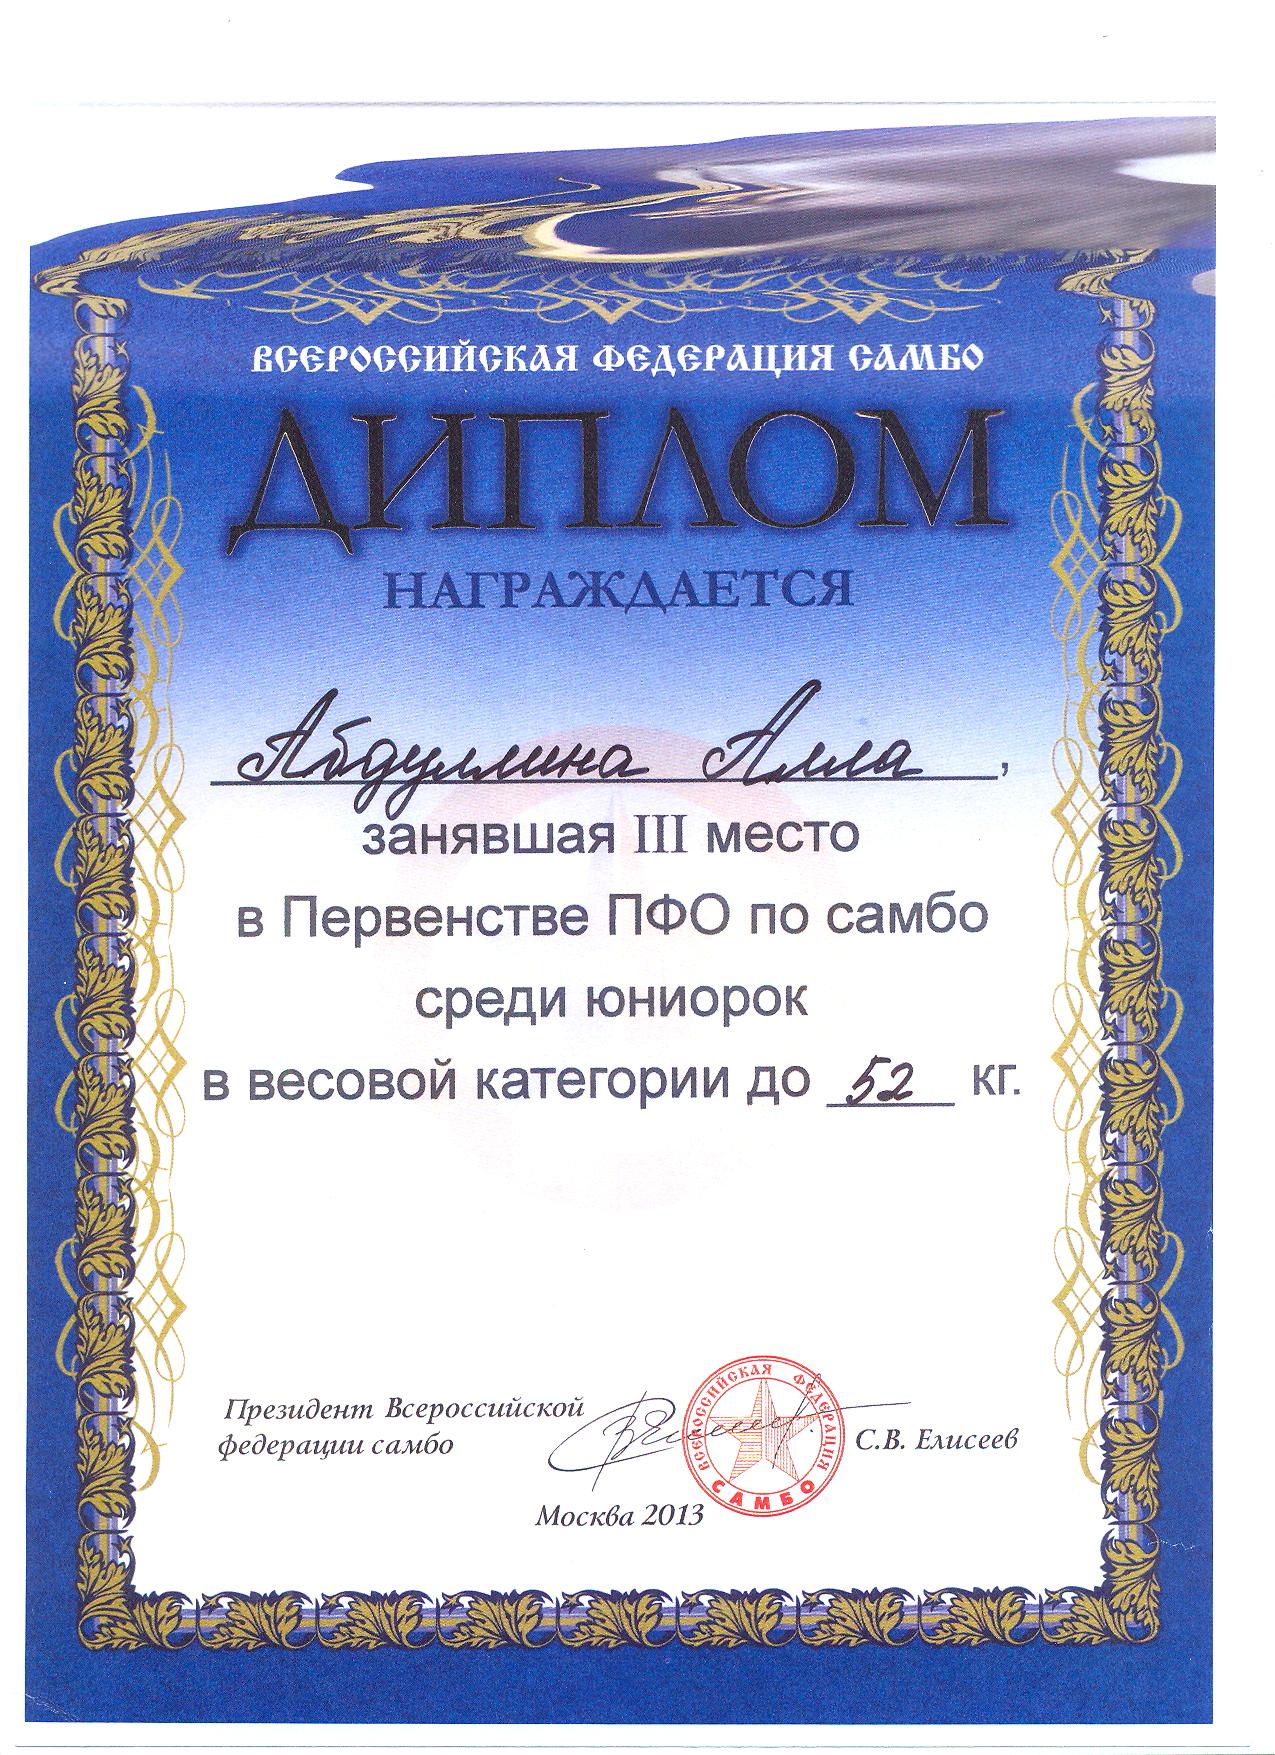 ВСЕРОССИЙСКАЯ ФЕДЕРАЦИЯ САМБО
ДИПЛОМ
НАГРАЖДАЕТСЯ
Абдуллина Алла,
занявшая III место
в Первенстве ПФО по самбо
среди юниорок
в весовой категории до 52 кг.
Президент Всероссийской
федерации самбо
ВСЕРОССИЙСКАЯ ФЕДЕРАЦИЯ
САМБО
С.В. Елисеев
Москва 2013